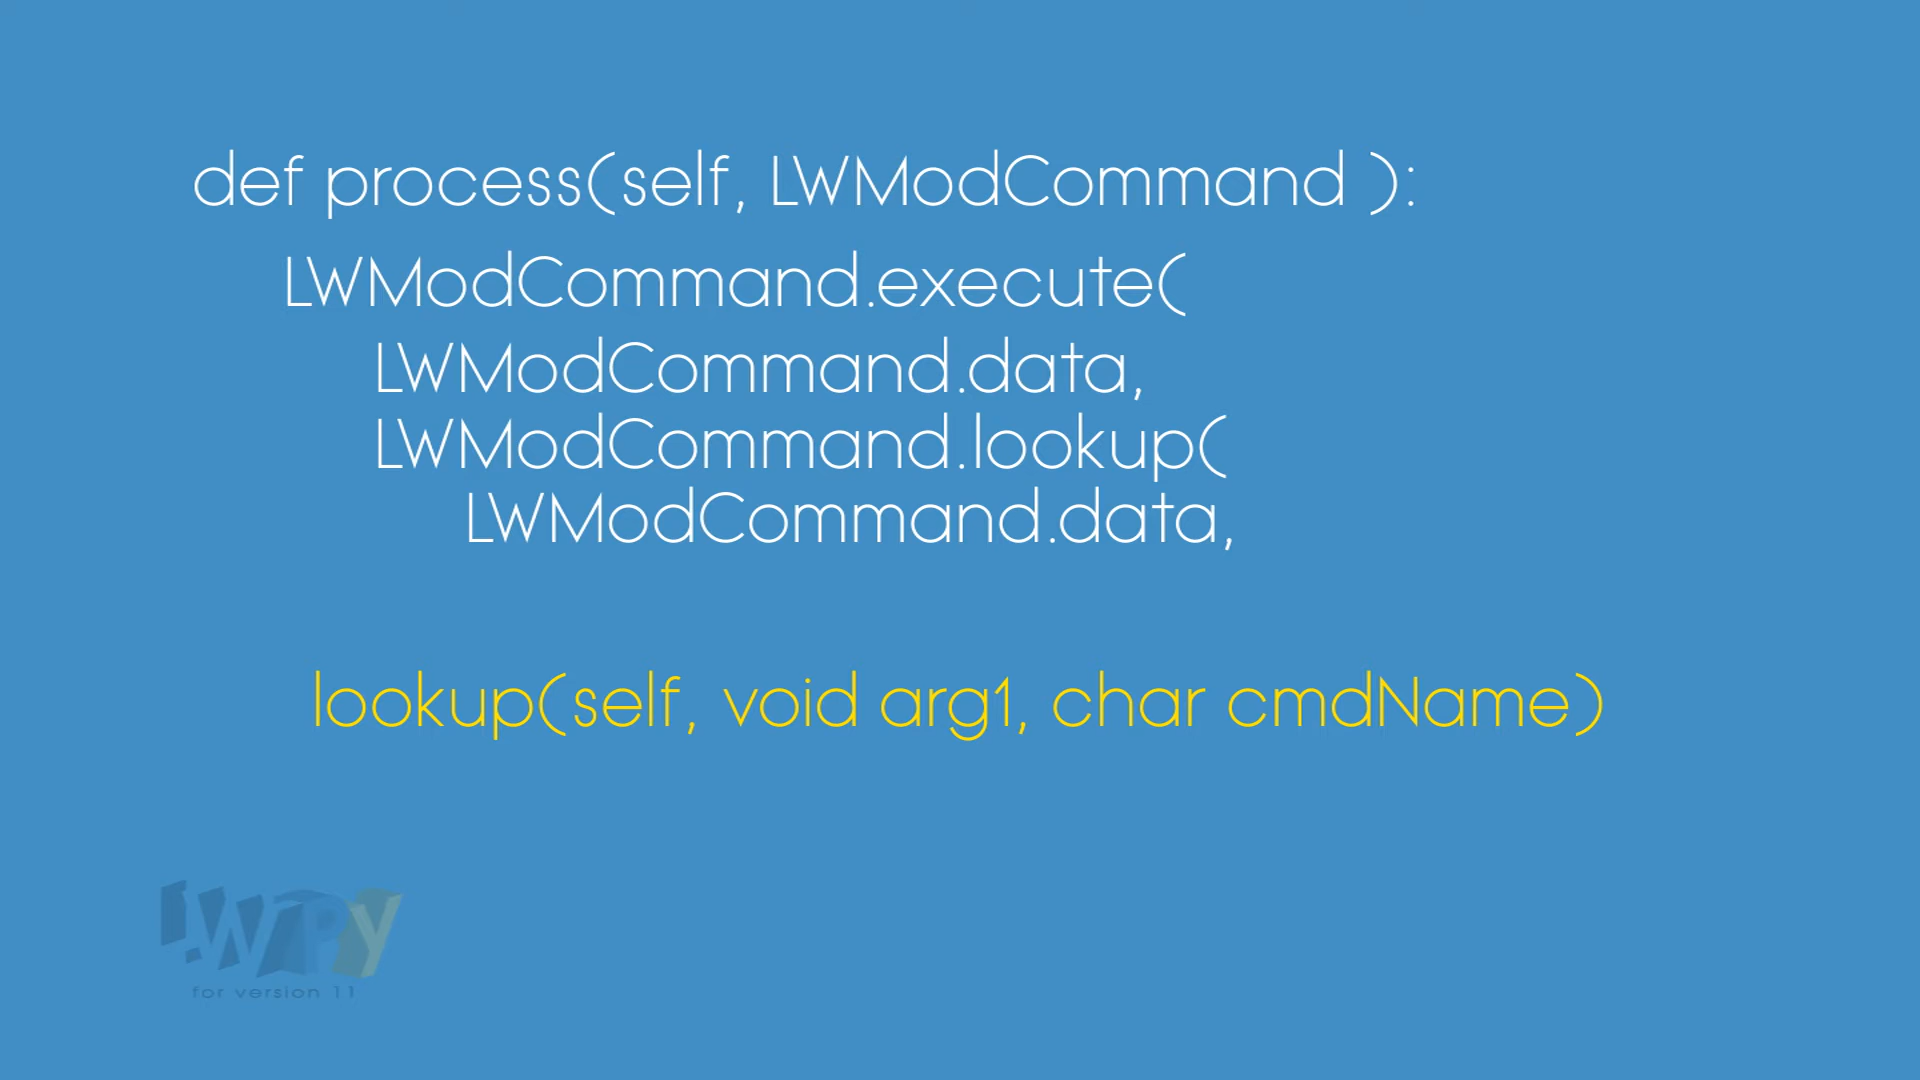 def process(self, LWModCommand ):
LWModCommand.execute(
LWModCommand.data,
LWModCommand.lookup(
LWModCommand.data,
lookup(self, void arg1, char cmdName)
LWPY
for version 11